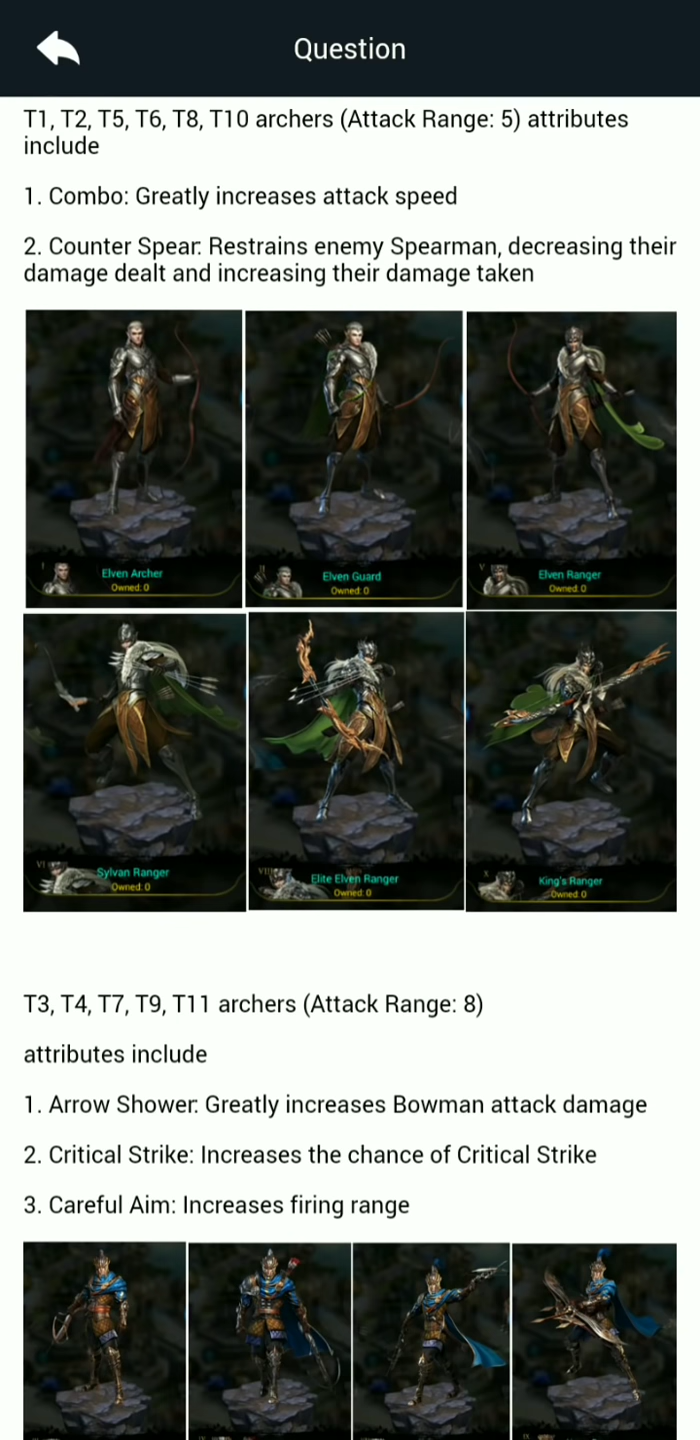 Question
T1, T2, T5, T6, T8, T10 archers (Attack Range: 5) attributes
include
1. Combo: Greatly increases attack speed
2. Counter Spear: Restrains enemy Spearman, decreasing their
damage dealt and increasing their damage taken
I
Elven Archer
Owned: 0
II
Elven Guard
Owned: 0
V
Elven Ranger
Owned: 0
VI
Sylvan Ranger
Owned: 0
VIII
Elite Elven Ranger
Owned: 0
X
King's Ranger
Owned: 0
T3, T4, T7, T9, T11 archers (Attack Range: 8)
attributes include
1. Arrow Shower: Greatly increases Bowman attack damage
2. Critical Strike: Increases the chance of Critical Strike
3. Careful Aim: Increases firing range